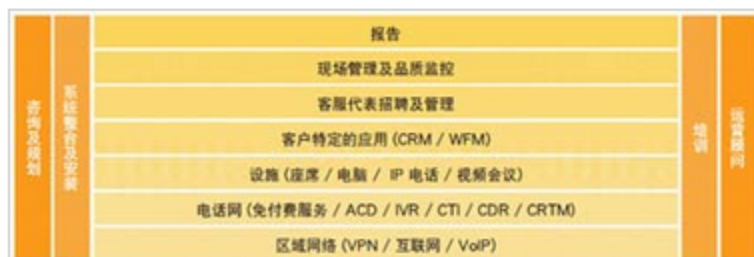 咨询及规划
系统整合及安装
报告
现场管理及品质监控
客服代表招聘及管理
客户特定的应用 (CRM / WFM)
设施 (座席 / 电脑 / IP 电话 / 视频会议)
电话网 (免付费服务 / ACD / IVR / CTI / CDR / CRTM)
区域网络 (VPN / 互联网 / VoIP)
培训
运营顾问